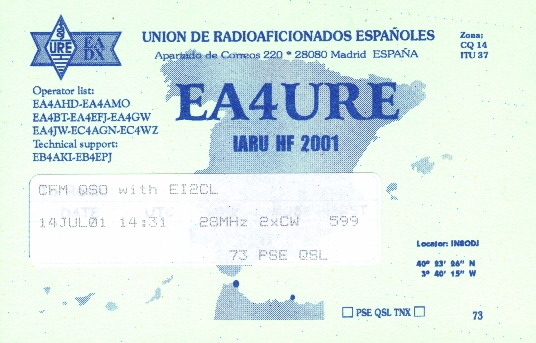 URE
EA
DX
UNION DE RADIOAFICIONADOS ESPAÑOLES
Apartado de Correos 220 * 28080 Madrid ESPAÑA
Zona:
CQ 14
ITU 37
Operator list:
EA4AHD-EA4AMO
EA4BT-EA4EFJ-EA4GW
EA4JW-EC4AGN-EC4WZ
Technical support:
EB4AKI-EB4EPJ
EA4URE
IARU HF 2001
CFM QSO with EI2CL
14JUL01 14:31 28MHz 2xCW 599
73 PSE QSL
Locator: IN80DJ
40º 23' 26" N
3º 40' 15" W
PSE QSL TNX
73